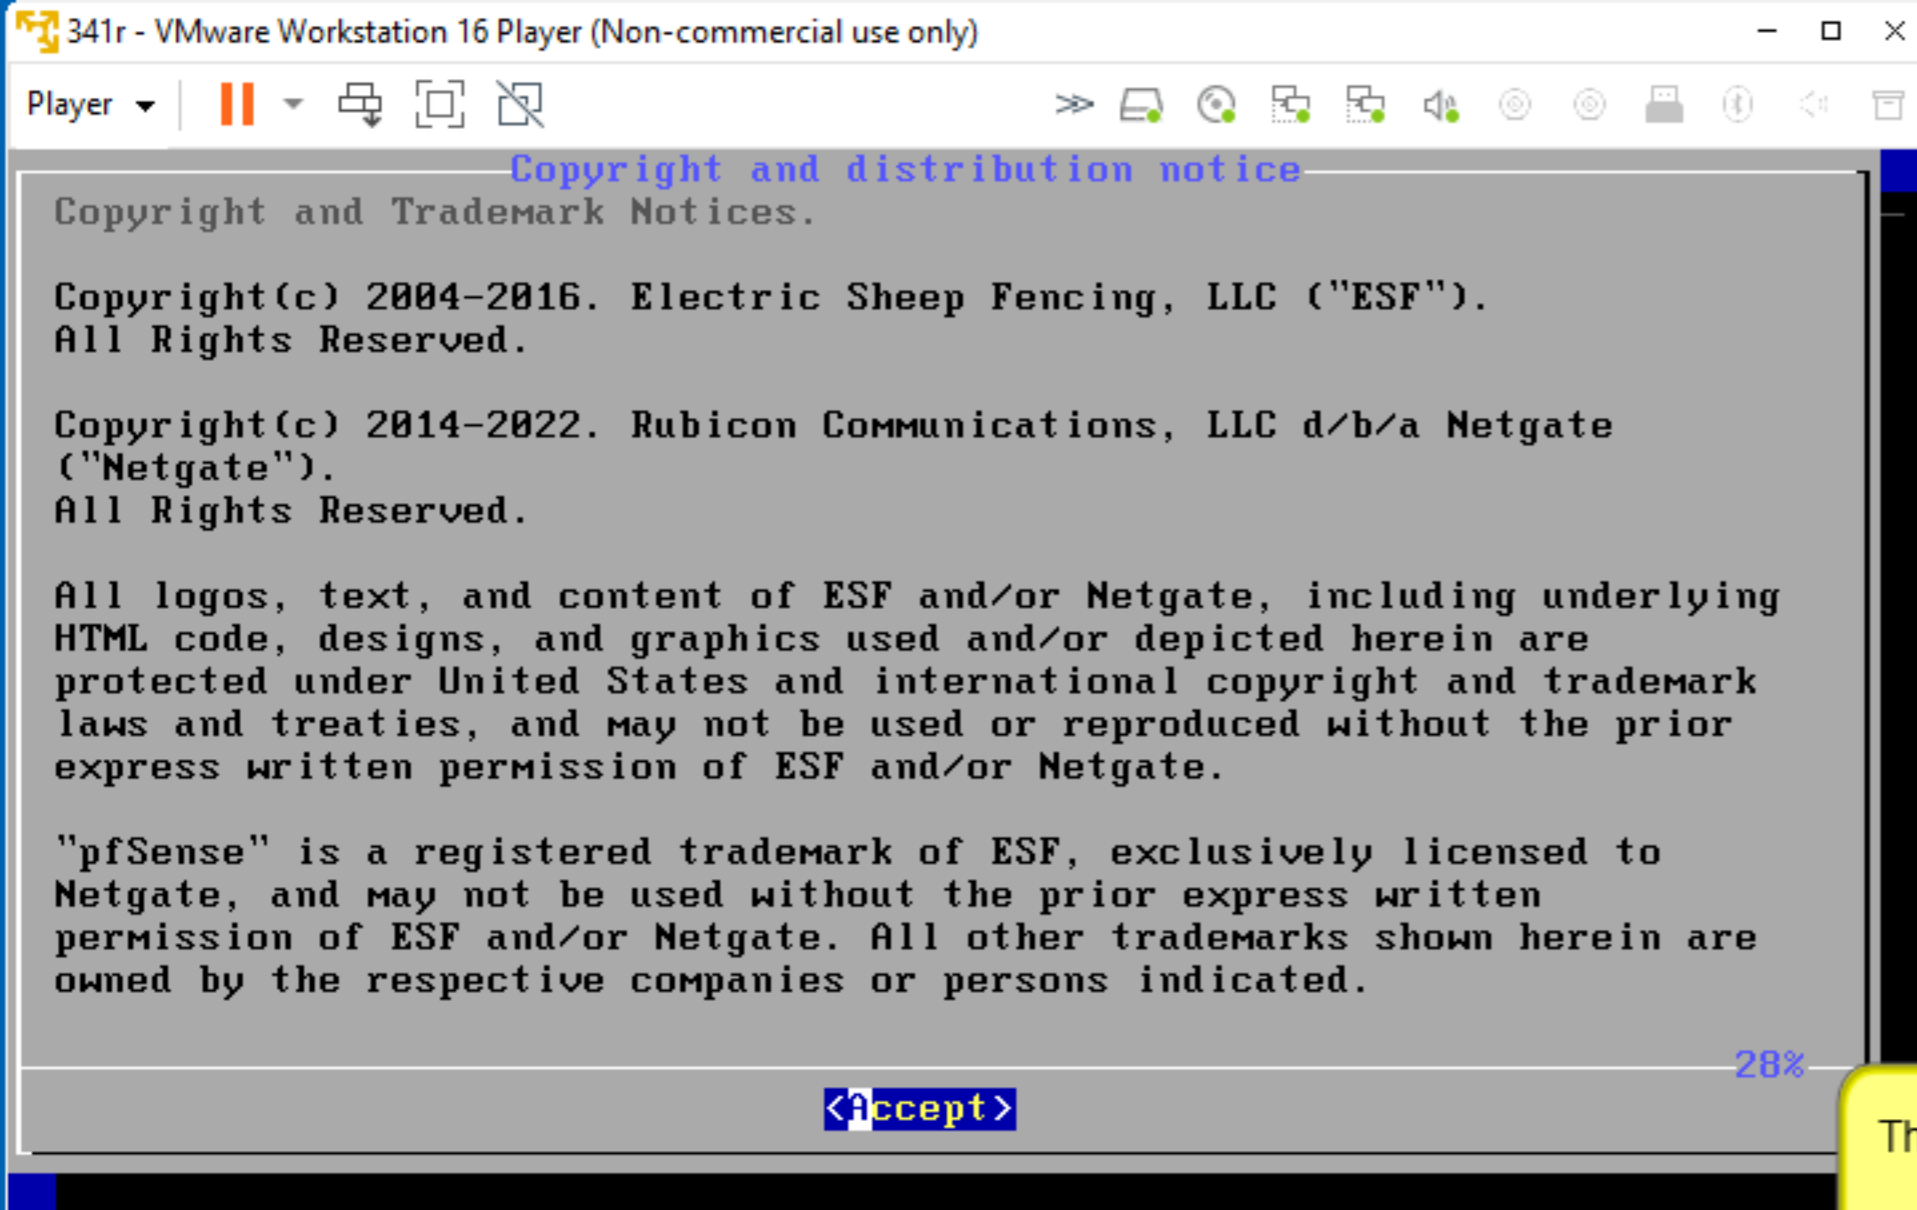 341r - VMware Workstation 16 Player (Non-commercial use only)
Player
Copyright and distribution notice
Copyright and Trademark Notices.
Copyright(c) 2004-2016. Electric Sheep Fencing, LLC ("ESF").
All Rights Reserved.
Copyright(c) 2014-2022. Rubicon Communications, LLC d/b/a Netgate
("Netgate").
All Rights Reserved.
All logos, text, and content of ESF and/or Netgate, including underlying
HTML code, designs, and graphics used and/or depicted herein are
protected under United States and international copyright and trademark
laws and treaties, and may not be used or reproduced without the prior
express written permission of ESF and/or Netgate.
"pfSense" is a registered trademark of ESF, exclusively licensed to
Netgate, and may not be used without the prior express written
permission of ESF and/or Netgate. All other trademarks shown herein are
owned by the respective companies or persons indicated.
28%
<Accept>